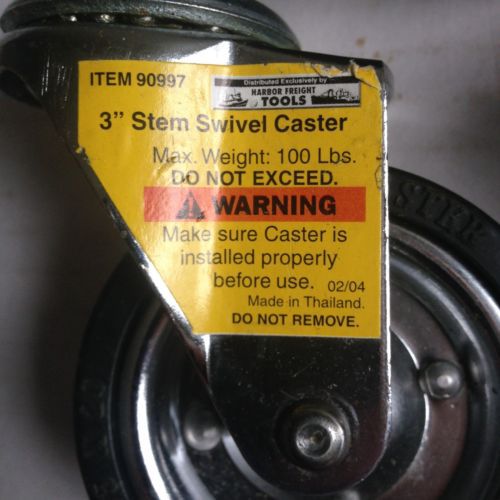 ITEM 90997
Distributed Exclusively by
HARBOR FREIGHT
TOOLS
3” Stem Swivel Caster
Max. Weight: 100 Lbs.
DO NOT EXCEED.
WARNING
Make sure Caster is
installed properly
before use. 02/04
Made in Thailand.
DO NOT REMOVE.